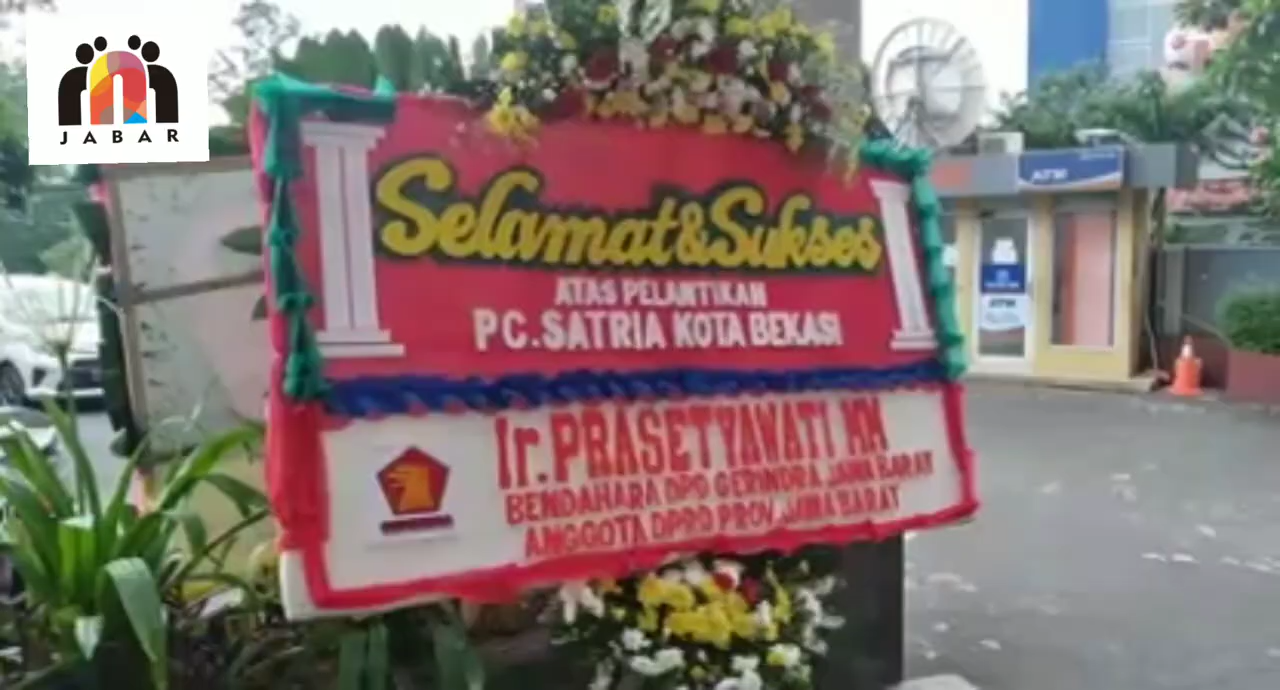 JABAR
Selamat&Sukses
ATAS PELANTIKAN
PC.SATRIA KOTA BEKASI
Ir.PRASETYAWATI MM
BENDAHARA DPD GERINDRA JAWA BARAT
ANGGOTA DPRD PROV.JAWA BARAT
ATM
ATM